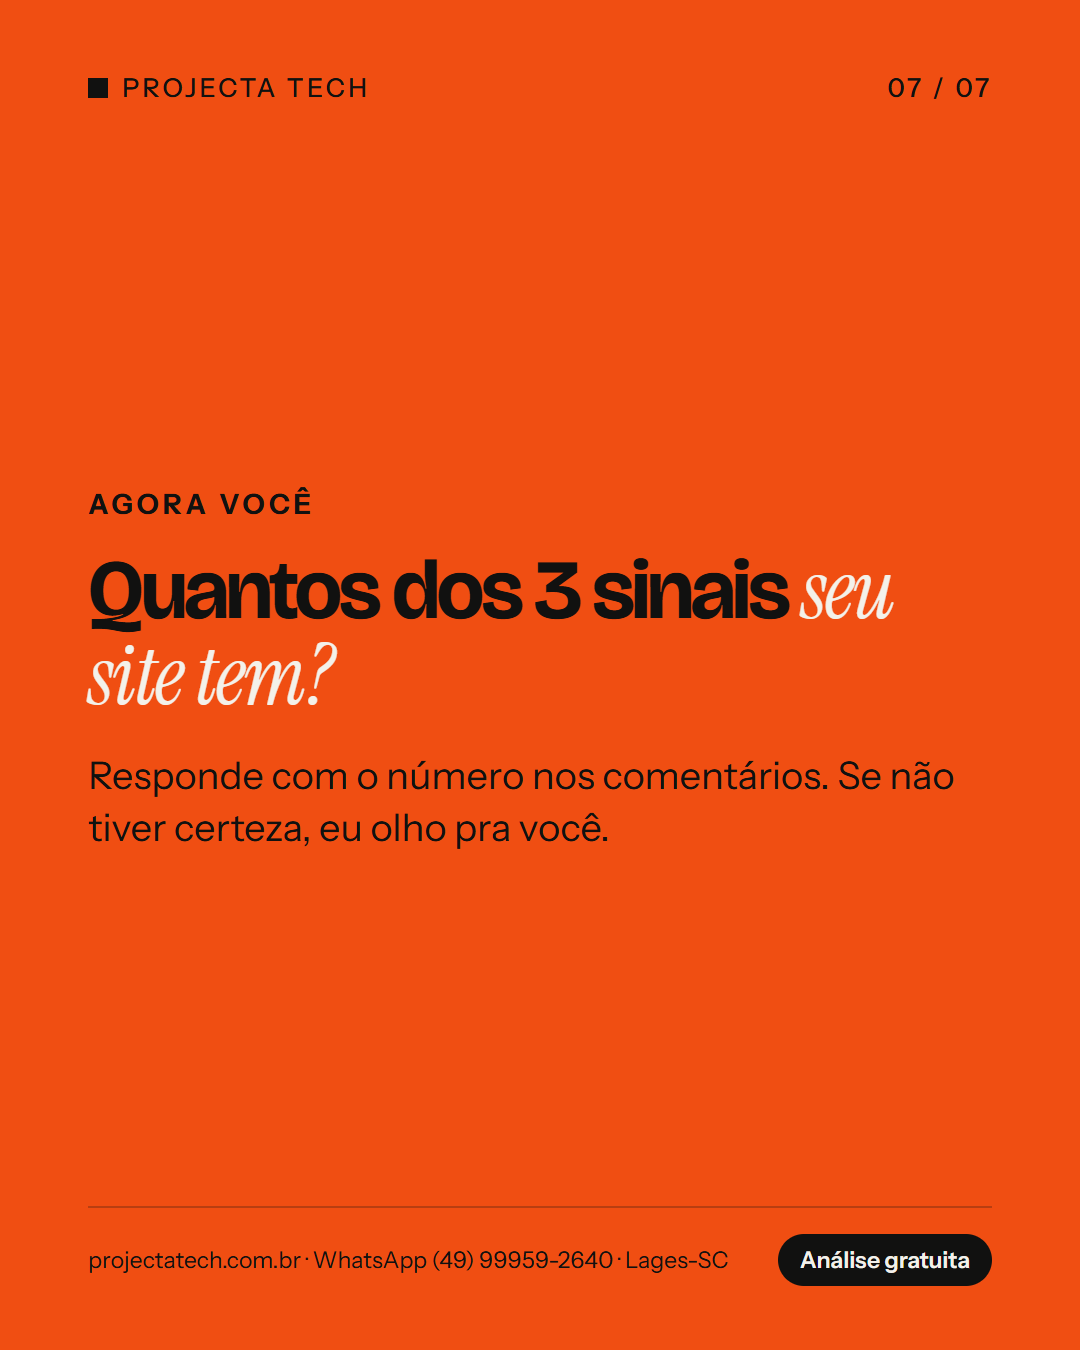 PROJECTA TECH
07 / 07
AGORA VOCÊ
Quantos dos 3 sinais seu
site tem?
Responde com o número nos comentários. Se não
tiver certeza, eu olho pra você.
projectatech.com.br · WhatsApp (49) 99959-2640 · Lages-SC
Análise gratuita